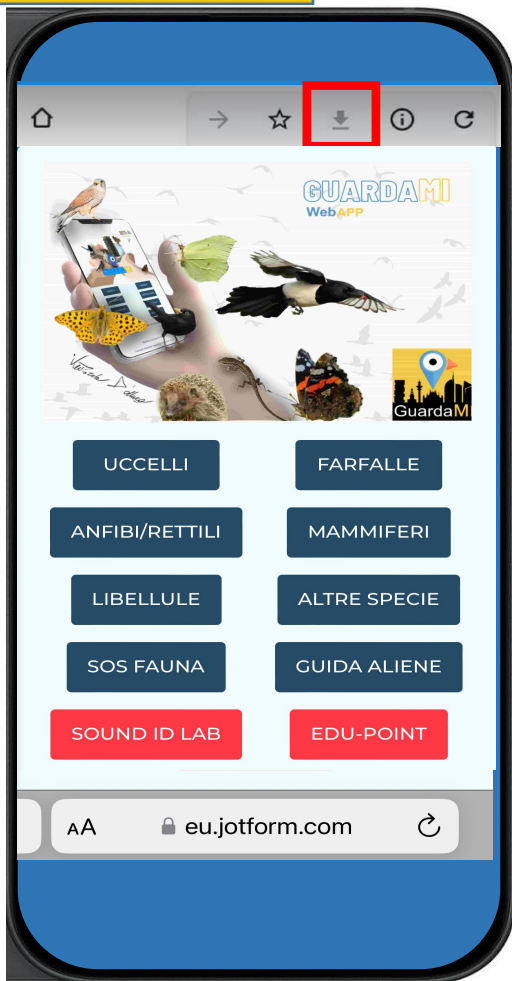 GUARDAMI
WebAPP
GuardaMI
UCCELLI
FARFALLE
ANFIBI/RETTILI
MAMMIFERI
LIBELLULE
ALTRE SPECIE
SOS FAUNA
GUIDA ALIENE
SOUND ID LAB
EDU-POINT
AA
eu.jotform.com